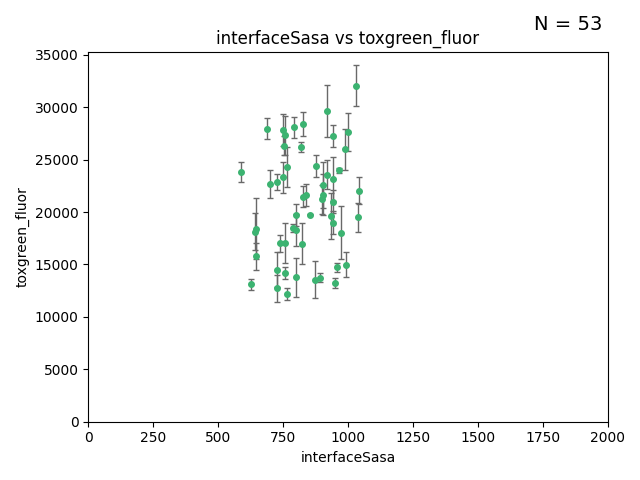 N = 53
interfaceSasa vs toxgreen_fluor
35000
30000
25000
20000
15000
10000
5000
0
toxgreen_fluor
0 250 500 750 1000 1250 1500 1750 2000
interfaceSasa